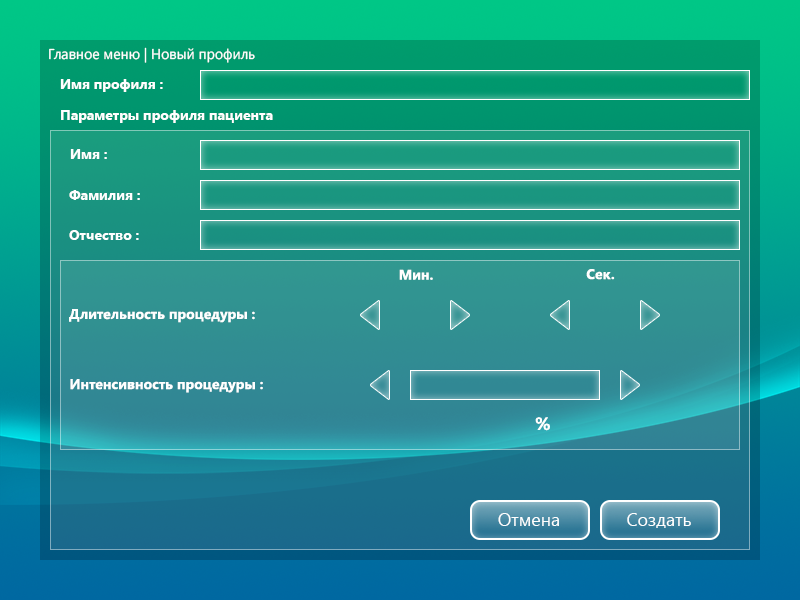 Главное меню | Новый профиль
Имя профиля :
Параметры профиля пациента
Имя :
Фамилия :
Отчество :
Мин. Сек.
Длительность процедуры :
Интенсивность процедуры :
%
Отмена Создать